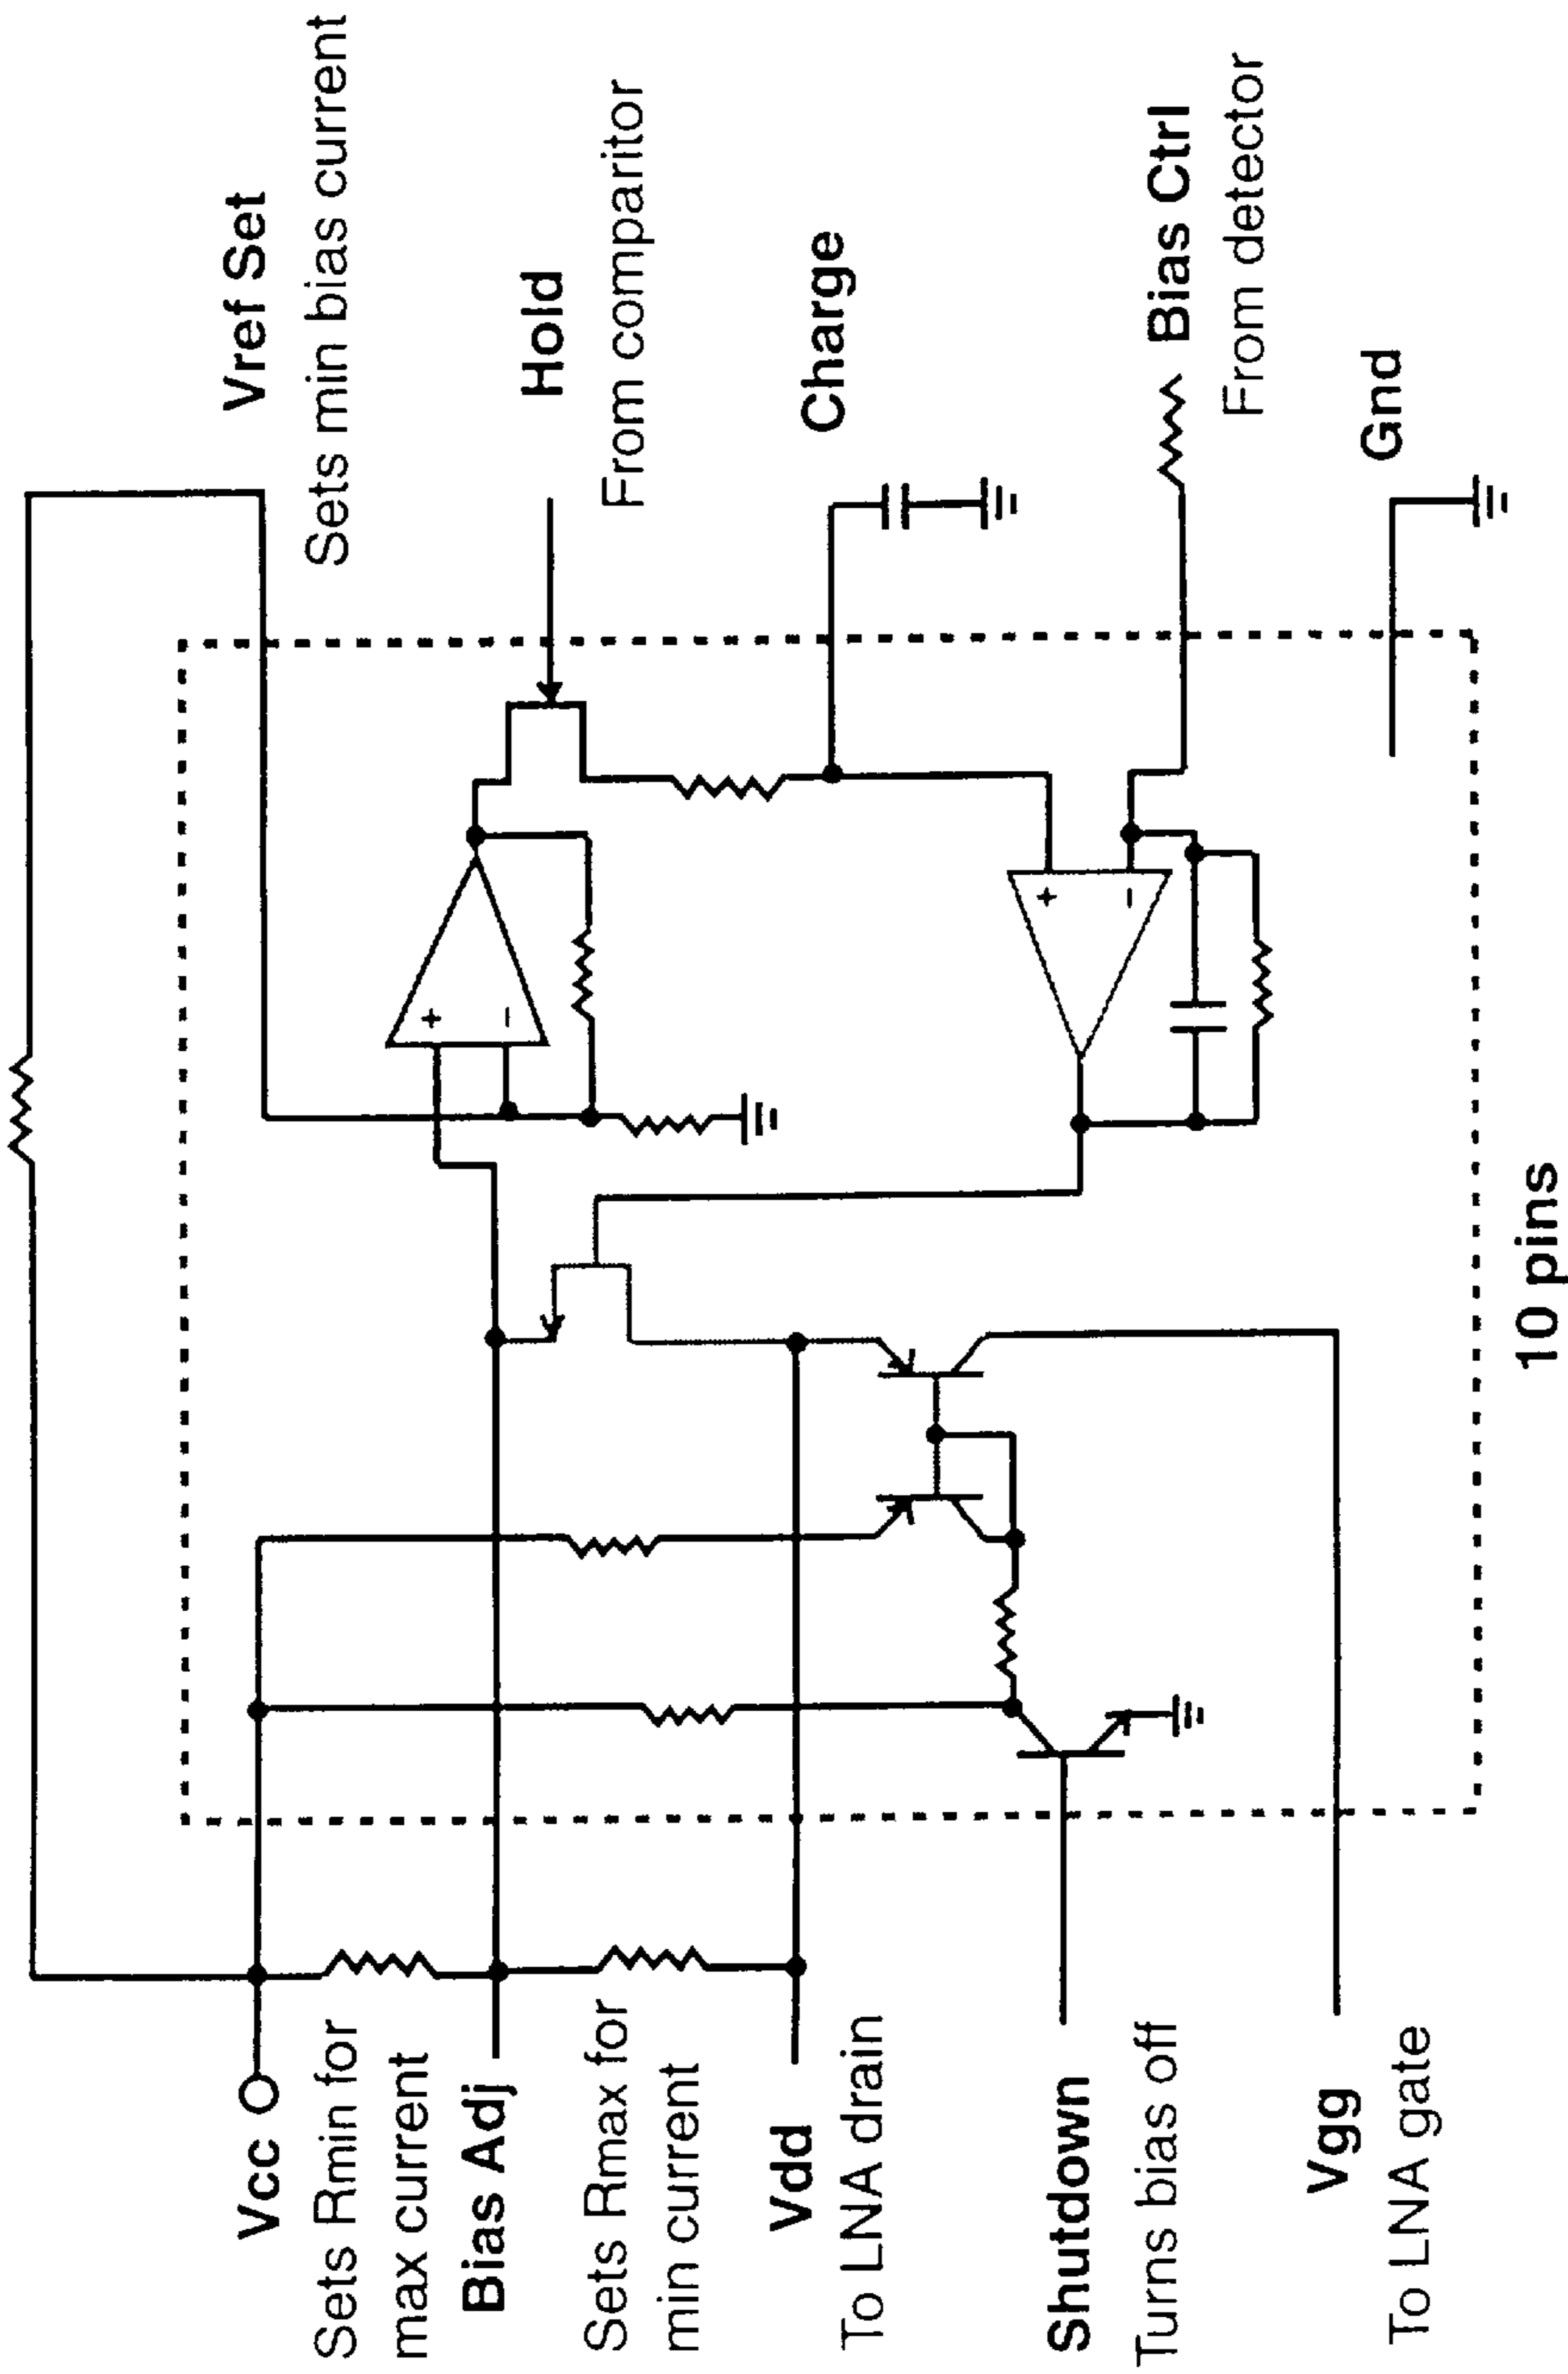 Vcc
Sets Rmin for
max current
Bias Adj
Sets Rmax for
min current
Vdd
To LNA drain
Shutdown
Turns bias off
Vgg
To LNA gate
+
−
+
−
10 pins
Vref Set
Sets min bias current
Hold
From comparitor
Charge
Bias Ctrl
From detector
Gnd